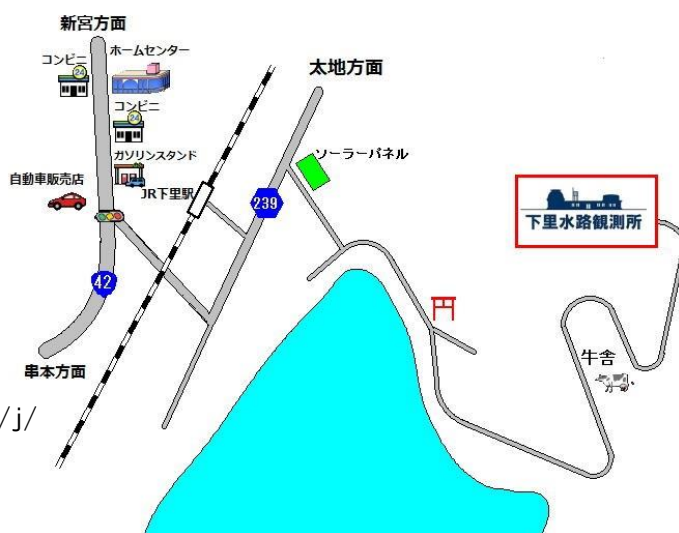 新宮方面
コンビニ
24
ホームセンター
太地方面
コンビニ
24
ガソリンスタンド
ソーラーパネル
自動車販売店
JR下里駅
239
下里水路観測所
42
牛舎
串本方面
/j/